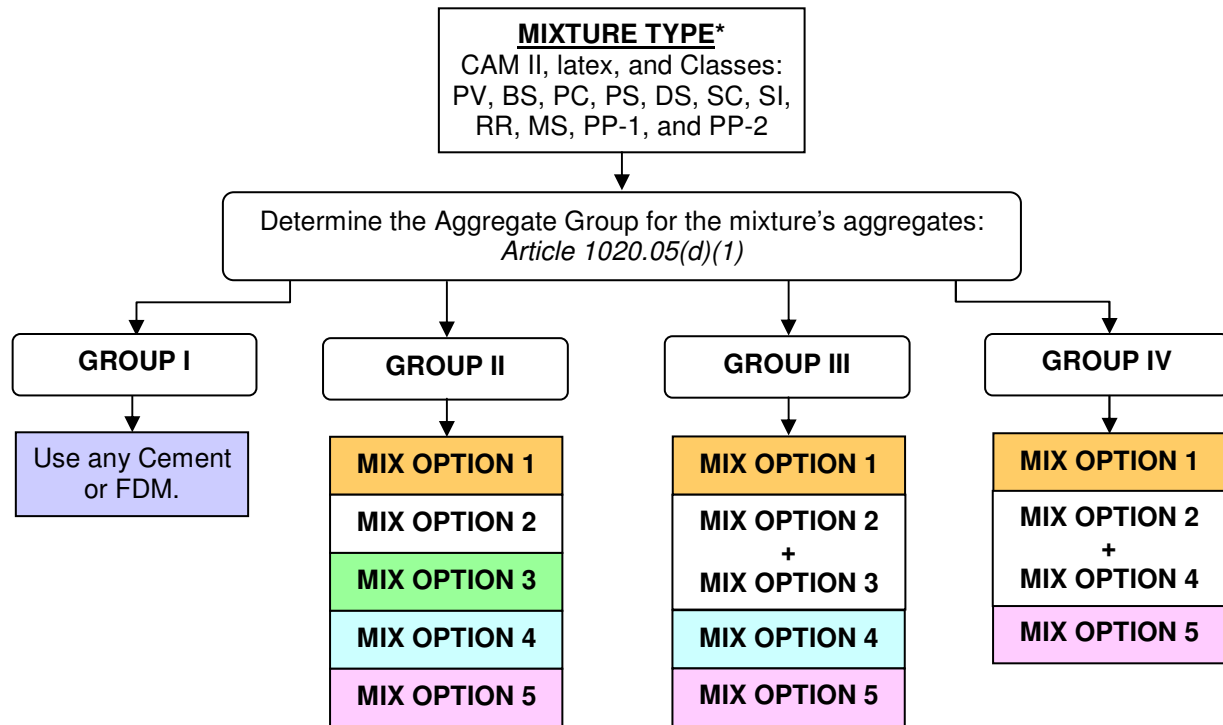 MIXTURE TYPE*
CAM II, latex, and Classes:
PV, BS, PC, PS, DS, SC, SI,
RR, MS, PP-1, and PP-2
Determine the Aggregate Group for the mixture's aggregates:
Article 1020.05(d)(1)
GROUP I
Use any Cement
or FDM.
GROUP II
MIX OPTION 1
MIX OPTION 2
MIX OPTION 3
MIX OPTION 4
MIX OPTION 5
GROUP III
MIX OPTION 1
MIX OPTION 2
+
MIX OPTION 3
MIX OPTION 4
MIX OPTION 5
GROUP IV
MIX OPTION 1
MIX OPTION 2
+
MIX OPTION 4
MIX OPTION 5